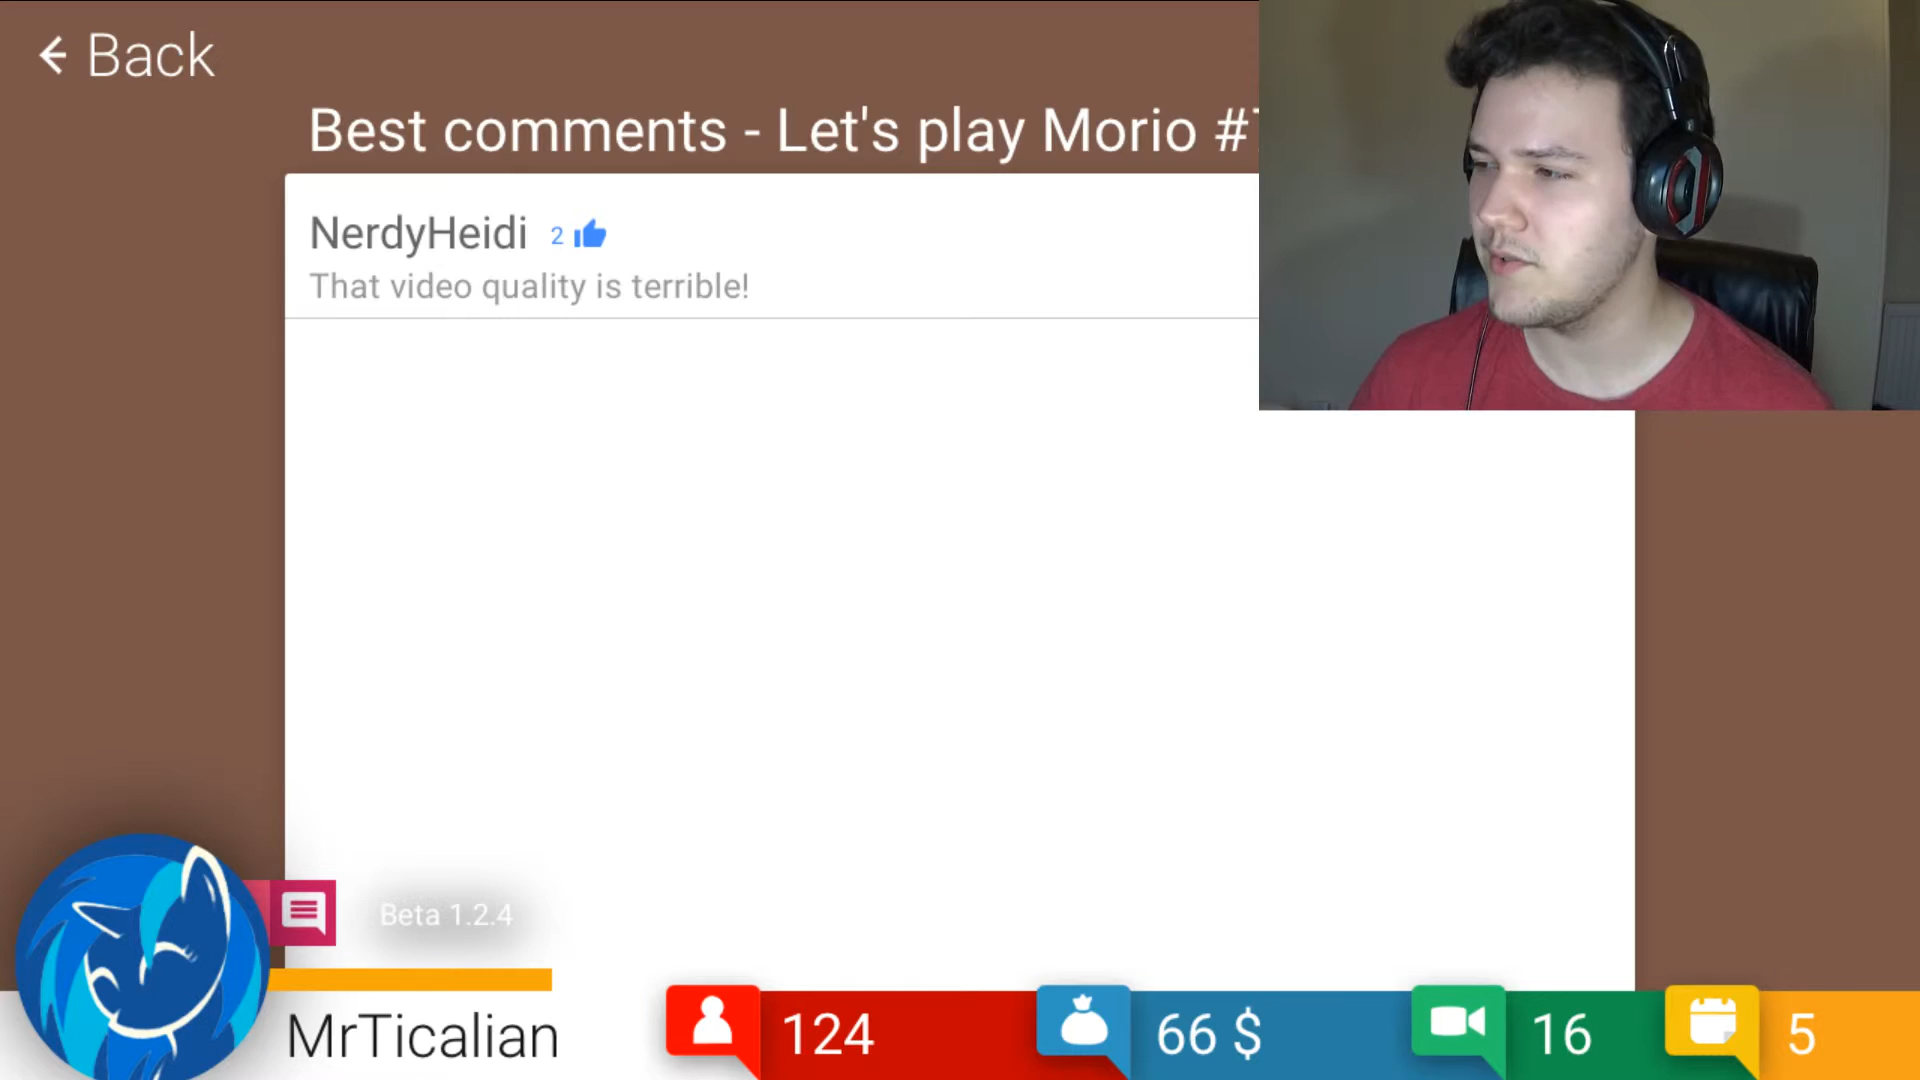 Back
Best comments - Let's play Morio #
NerdyHeidi 2
That video quality is terrible!
Beta 1.2.4
MrTicalian
124
66 $
16
5